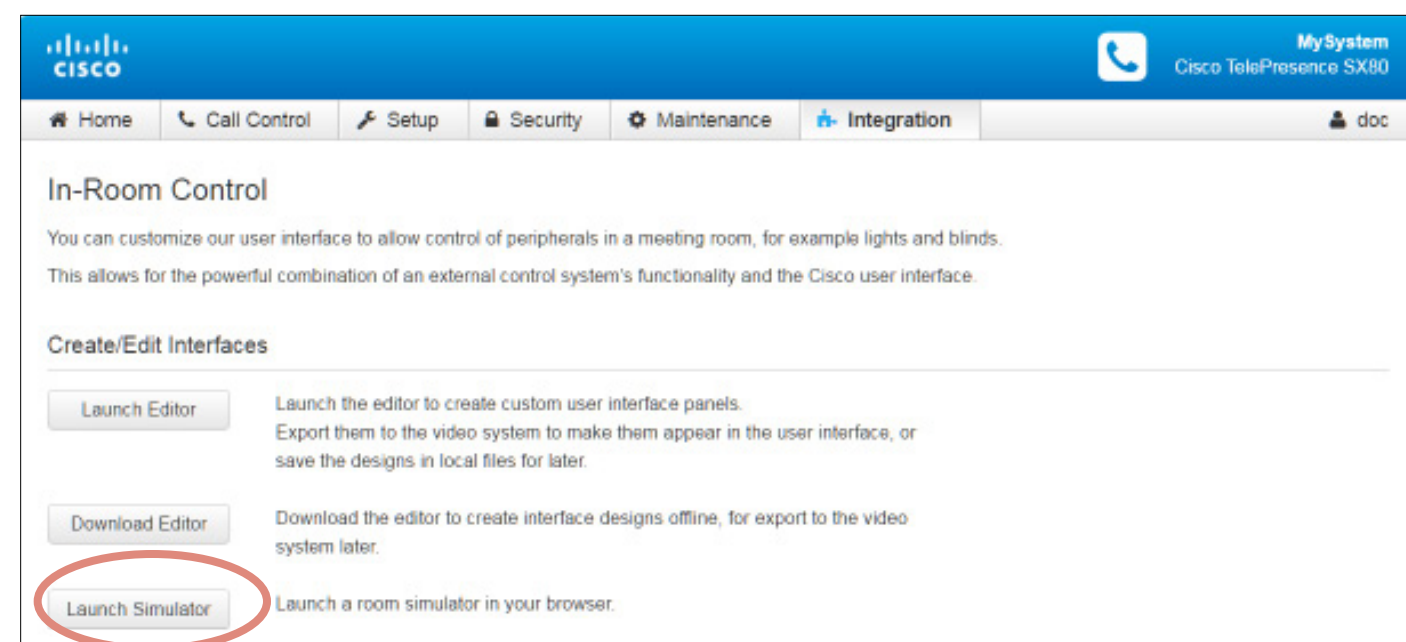 CISCO
MySystem
Cisco TelePresence SX80
Home Call Control Setup Security Maintenance Integration doc
In-Room Control
You can customize our user interface to allow control of peripherals in a meeting room, for example lights and blinds.
This allows for the powerful combination of an external control system's functionality and the Cisco user interface.
Create/Edit Interfaces
Launch Editor
Launch the editor to create custom user interface panels.
Export them to the video system to make them appear in the user interface, or
save the designs in local files for later.
Download Editor
Download the editor to create interface designs offline, for export to the video
system later.
Launch Simulator
Launch a room simulator in your browser.